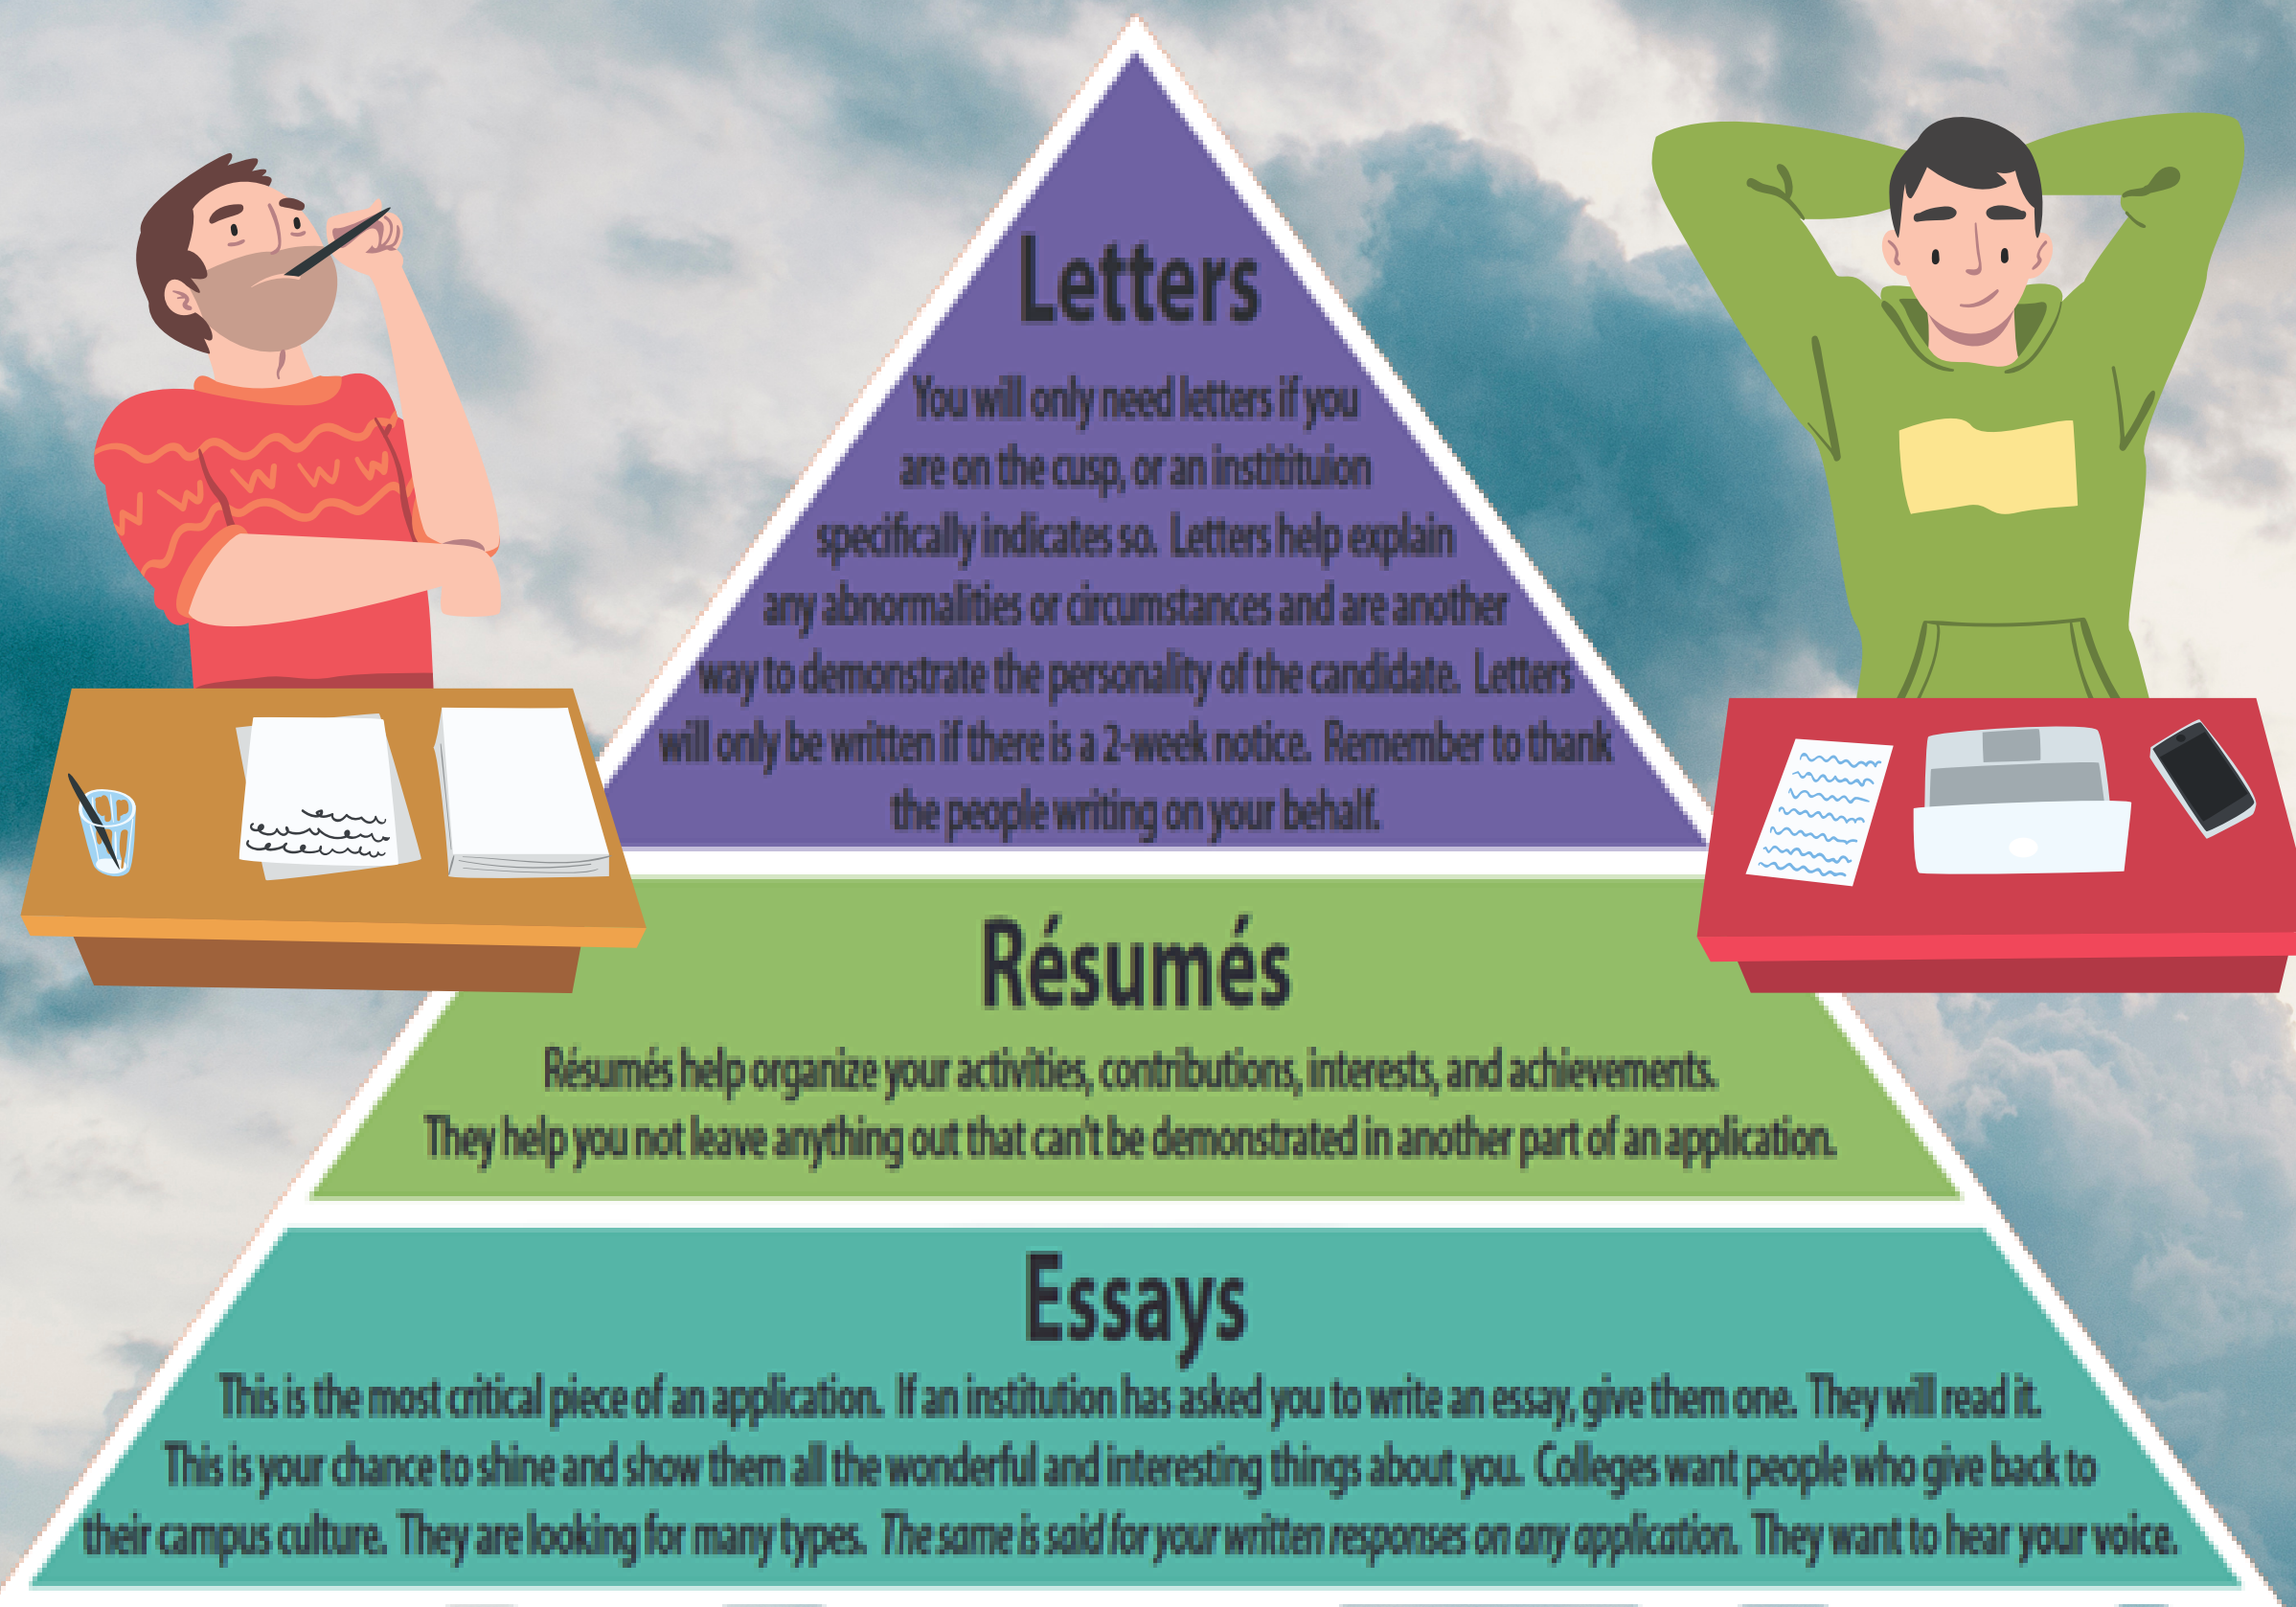 Letters
You will only need letters if you
are on the cusp, or an institituion
specifically indicates so. Letters help explain
any abnormalities or circumstances and are another
way to demonstrate the personality of the candidate. Letters
will only be written if there is a 2-week notice. Remember to thank
the people writing on your behalf.
Résumés
Résumés help organize your activities, contributions, interests, and achievements.
They help you not leave anything out that can't be demonstrated in another part of an application.
Essays
This is the most critical piece of an application. If an institution has asked you to write an essay, give them one. They will read it.
This is your chance to shine and show them all the wonderful and interesting things about you. Colleges want people who give back to
their campus culture. They are looking for many types. The same is said for your written responses on any application. They want to hear your voice.